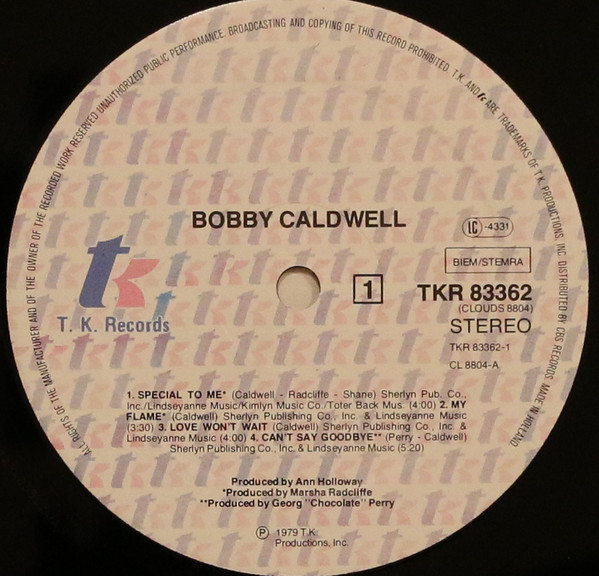 ALL RIGHTS OF THE MANUFACTURER AND OF THE OWNER OF THE RECORDED WORK RESERVED UNAUTHORIZED PUBLIC PERFORMANCE, BROADCASTING AND COPYING OF THIS RECORD PROHIBITED. T.K. AND tk ARE TRADEMARKS OF T.K. PRODUCTIONS, INC. DISTRIBUTED BY CBS RECORDS. MADE IN HOLLAND
BOBBY CALDWELL
LC-4331
BIEM/STEMRA
tk
T. K. Records
1
TKR 83362
(CLOUDS 8804)
STEREO
TKR 83362-1
CL 8804-A
1. SPECIAL TO ME* (Caldwell - Radcliffe - Shane) Sherlyn Pub. Co.,
Inc./Lindseyanne Music/Kimlyn Music Co./Toter Back Mus. (4:00) 2. MY
FLAME* (Caldwell) Sherlyn Publishing Co., Inc. & Lindseyanne Music
(3:30) 3. LOVE WON'T WAIT (Caldwell) Sherlyn Publishing Co., Inc. &
Lindseyanne Music (4:00) 4. CAN'T SAY GOODBYE** (Perry - Caldwell)
Sherlyn Publishing Co., Inc. & Lindseyanne Music (5:20)
Produced by Ann Holloway
*Produced by Marsha Radcliffe
**Produced by Georg "Chocolate" Perry
℗ 1979 T.K.
Productions, Inc.